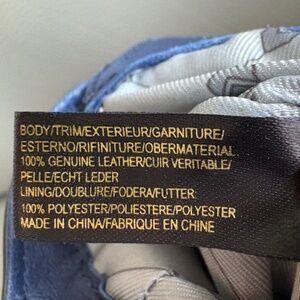 BODY/TRIM/EXTERIEUR/GARNITURE/
ESTERNO/RIFINITURE/OBERMATERIAL:
100% GENUINE LEATHER/CUIR VERITABLE/
PELLE/ECHT LEDER
LINING/DOUBLURE/FODERA/FUTTER:
100% POLYESTER/POLIESTERE/POLYESTER
MADE IN CHINA/FABRIQUE EN CHINE